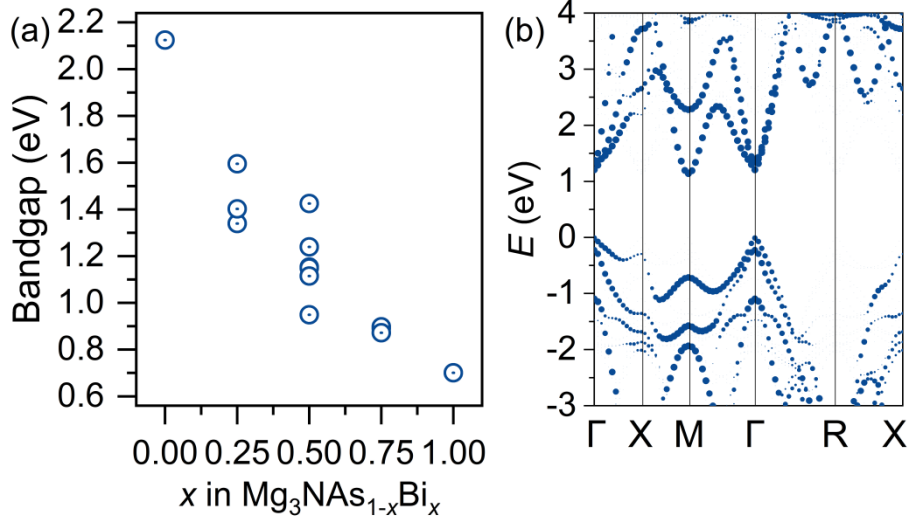 (a)
Bandgap (eV)
2.2
2.0
1.8
1.6
1.4
1.2
1.0
0.8
0.6
0.00 0.25 0.50 0.75 1.00
x in Mg₃NAs₁₋ₓBiₓ
(b)
E (eV)
4
3
2
1
0
-1
-2
-3
Γ X M Γ R X